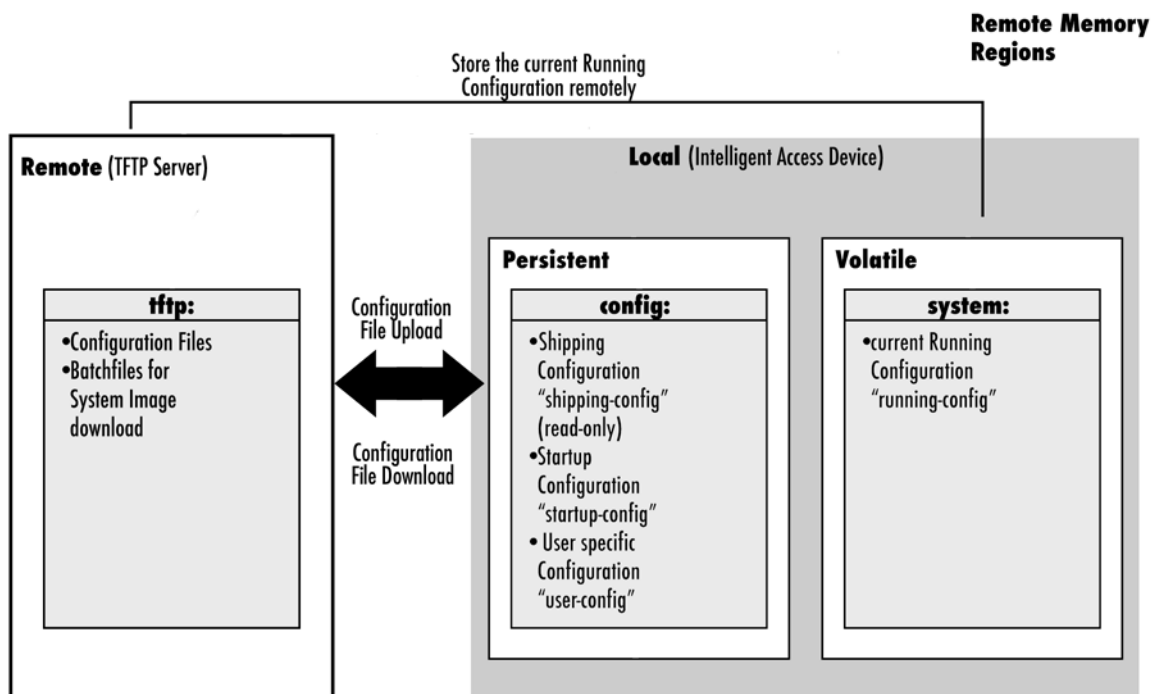 Remote Memory
Regions
Store the current Running
Configuration remotely
Remote (TFTP Server)
Local (Intelligent Access Device)
tftp:
•Configuration Files
•Batchfiles for
System Image
download
Configuration
File Upload
Configuration
File Download
Persistent
config:
•Shipping
Configuration
“shipping-config”
(read-only)
•Startup
Configuration
“startup-config”
• User specific
Configuration
“user-config”
Volatile
system:
•current Running
Configuration
“running-config”